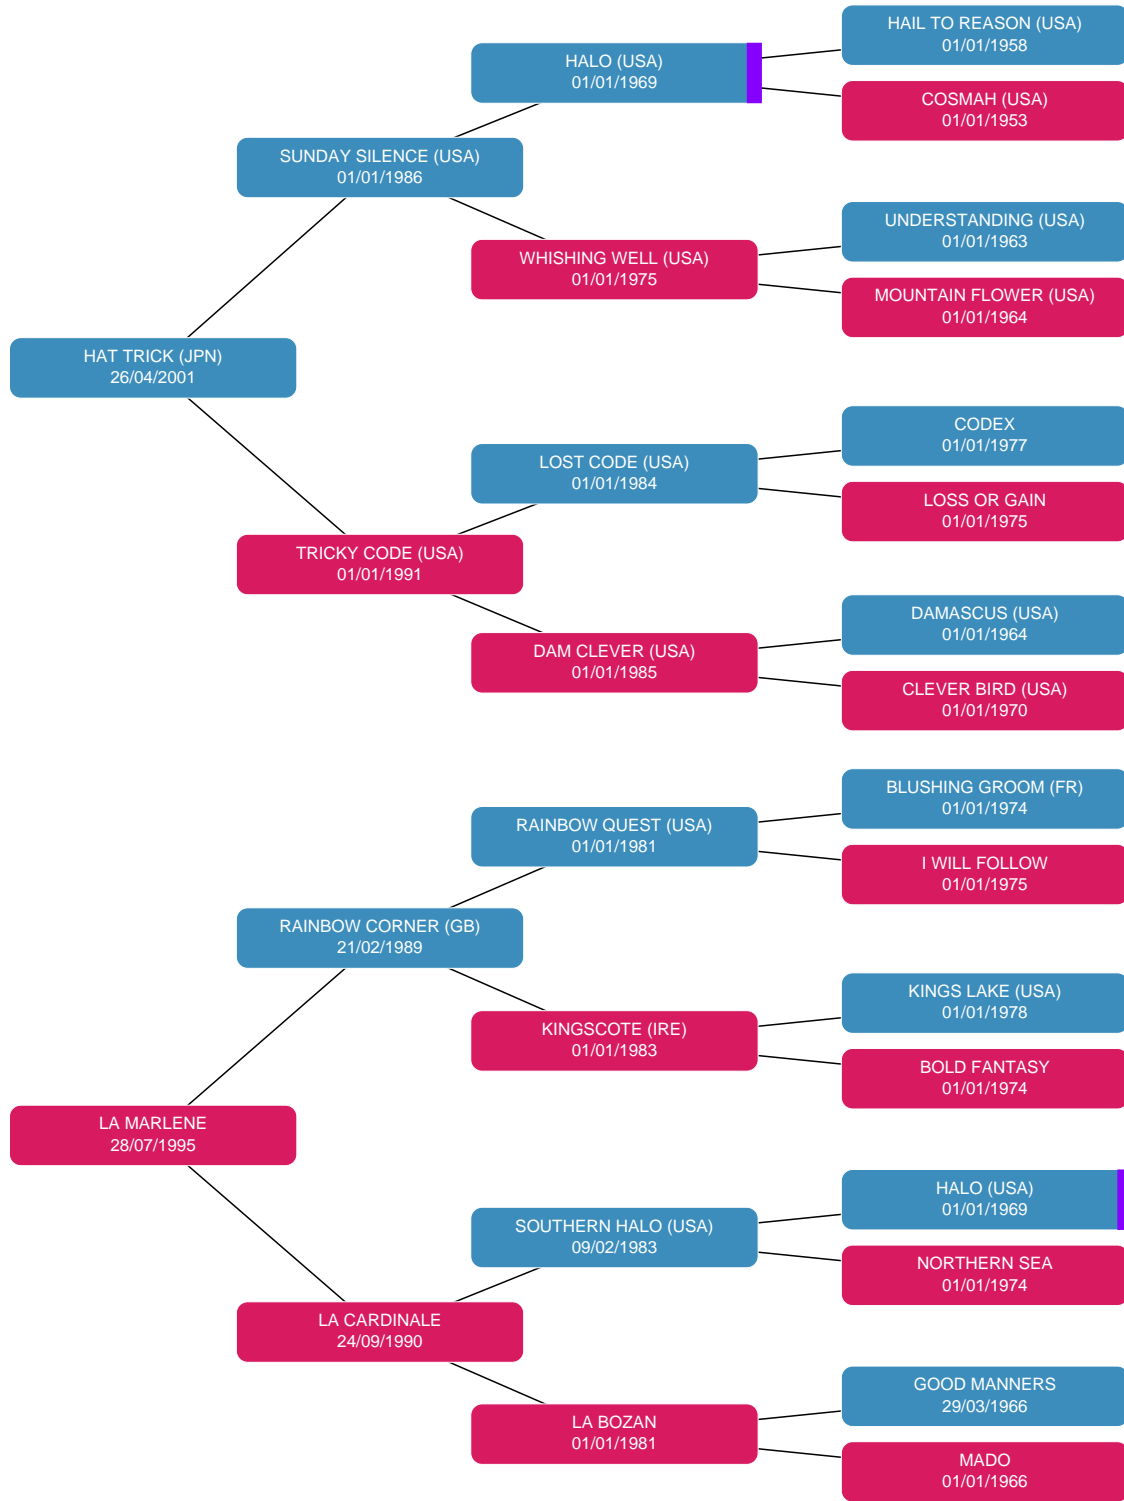 HAIL TO REASON (USA)
01/01/1958
HALO (USA)
01/01/1969
COSMAH (USA)
01/01/1953
SUNDAY SILENCE (USA)
01/01/1986
UNDERSTANDING (USA)
01/01/1963
WHISHING WELL (USA)
01/01/1975
MOUNTAIN FLOWER (USA)
01/01/1964
HAT TRICK (JPN)
26/04/2001
CODEX
01/01/1977
LOST CODE (USA)
01/01/1984
LOSS OR GAIN
01/01/1975
TRICKY CODE (USA)
01/01/1991
DAMASCUS (USA)
01/01/1964
DAM CLEVER (USA)
01/01/1985
CLEVER BIRD (USA)
01/01/1970
BLUSHING GROOM (FR)
01/01/1974
RAINBOW QUEST (USA)
01/01/1981
I WILL FOLLOW
01/01/1975
RAINBOW CORNER (GB)
21/02/1989
KINGS LAKE (USA)
01/01/1978
KINGSCOTE (IRE)
01/01/1983
BOLD FANTASY
01/01/1974
LA MARLENE
28/07/1995
HALO (USA)
01/01/1969
SOUTHERN HALO (USA)
09/02/1983
NORTHERN SEA
01/01/1974
LA CARDINALE
24/09/1990
GOOD MANNERS
29/03/1966
LA BOZAN
01/01/1981
MADO
01/01/1966